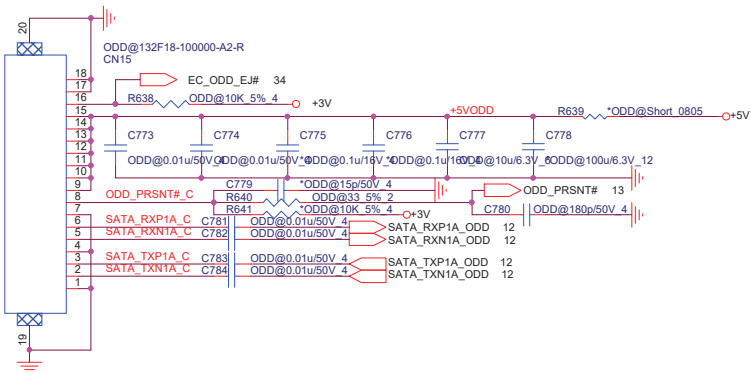 20
ODD@132F18-100000-A2-R
CN15
18
17
16
15
14
13
12
11
10
9
8
7
6
5
4
3
2
1
19
EC_ODD_EJ# 34
R638 ODD@10K_5%_4 +3V
+5VODD R639 *ODD@Short_0805 +5V
C773 C774 C775 C776 C777 C778
ODD@0.01u/50V_4 ODD@0.01u/50V_4 *ODD@0.1u/16V_4 *ODD@0.1u/16V_4 ODD@10u/6.3V_6 *ODD@100u/6.3V_12
C779 *ODD@15p/50V_4
ODD_PRSNT#_C R640 ODD@33_5%_2 ODD_PRSNT# 13
R641 *ODD@10K_5%_4 +3V C780 ODD@180p/50V_4
SATA_RXP1A_C C781 ODD@0.01u/50V_4 SATA_RXP1A_ODD 12
SATA_RXN1A_C C782 ODD@0.01u/50V_4 SATA_RXN1A_ODD 12
SATA_TXP1A_C C783 ODD@0.01u/50V_4 SATA_TXP1A_ODD 12
SATA_TXN1A_C C784 ODD@0.01u/50V_4 SATA_TXN1A_ODD 12